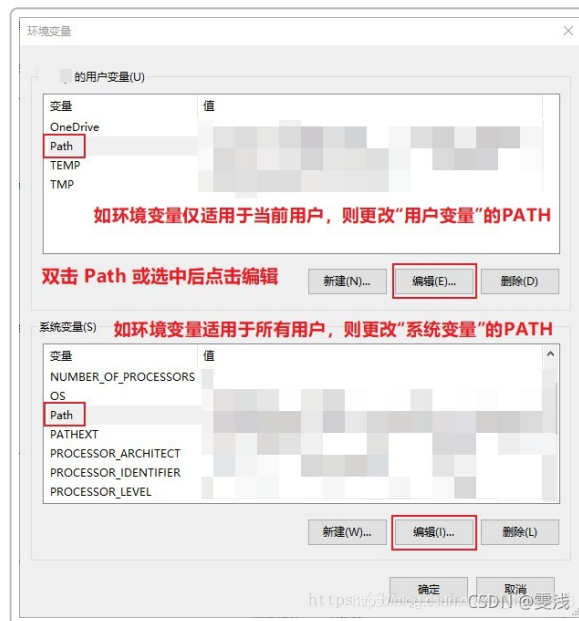 环境变量
的用户变量(U)
变量 值
OneDrive
Path
TEMP
TMP
如环境变量仅适用于当前用户，则更改“用户变量”的PATH
双击 Path 或选中后点击编辑
新建(N)... 编辑(E)... 删除(D)
系统变量(S) 如环境变量适用于所有用户，则更改“系统变量”的PATH
变量 值
NUMBER_OF_PROCESSORS
OS
Path
PATHEXT
PROCESSOR_ARCHITECT
PROCESSOR_IDENTIFIER
PROCESSOR_LEVEL
新建(W)... 编辑(I)... 删除(L)
确定 取消
CSDN @雯浅